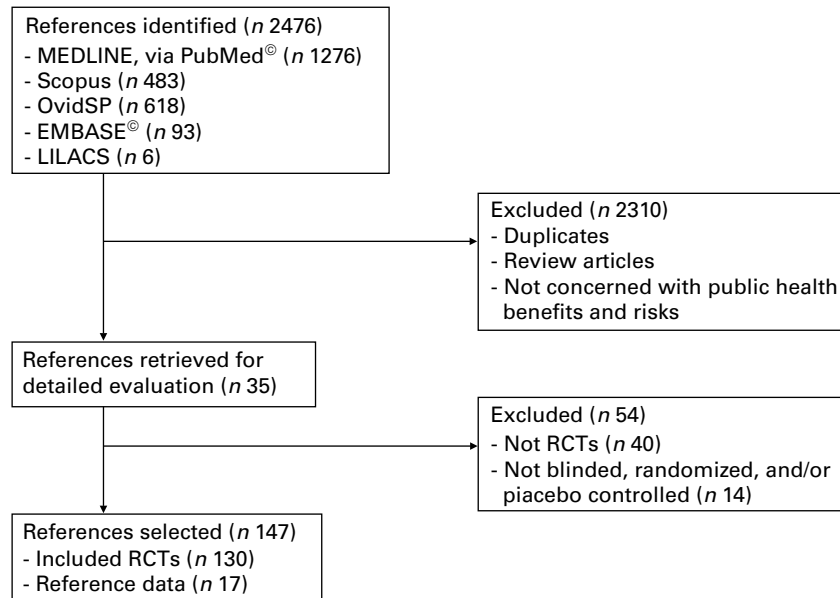 References identified (n 2476)
- MEDLINE, via PubMed© (n 1276)
- Scopus (n 483)
- OvidSP (n 618)
- EMBASE© (n 93)
- LILACS (n 6)
Excluded (n 2310)
- Duplicates
- Review articles
- Not concerned with public health
benefits and risks
References retrieved for
detailed evaluation (n 35)
Excluded (n 54)
- Not RCTs (n 40)
- Not blinded, randomized, and/or
piacebo controlled (n 14)
References selected (n 147)
- Included RCTs (n 130)
- Reference data (n 17)